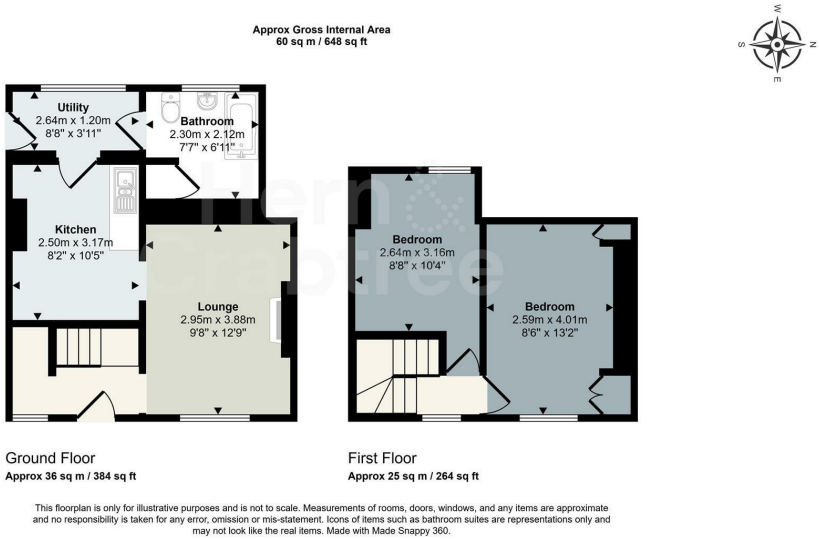 Approx Gross Internal Area
60 sq m / 648 sq ft
W
S
N
E
Utility
2.64m x 1.20m
8'8" x 3'11"
Bathroom
2.30m x 2.12m
7'7" x 6'11"
Kitchen
2.50m x 3.17m
8'2" x 10'5"
Lounge
2.95m x 3.88m
9'8" x 12'9"
Bedroom
2.64m x 3.16m
8'8" x 10'4"
Bedroom
2.59m x 4.01m
8'6" x 13'2"
Hern &
Crabtree
Ground Floor
Approx 36 sq m / 384 sq ft
First Floor
Approx 25 sq m / 264 sq ft
This floorplan is only for illustrative purposes and is not to scale. Measurements of rooms, doors, windows, and any items are approximate
and no responsibility is taken for any error, omission or mis-statement. Icons of items such as bathroom suites are representations only and
may not look like the real items. Made with Made Snappy 360.